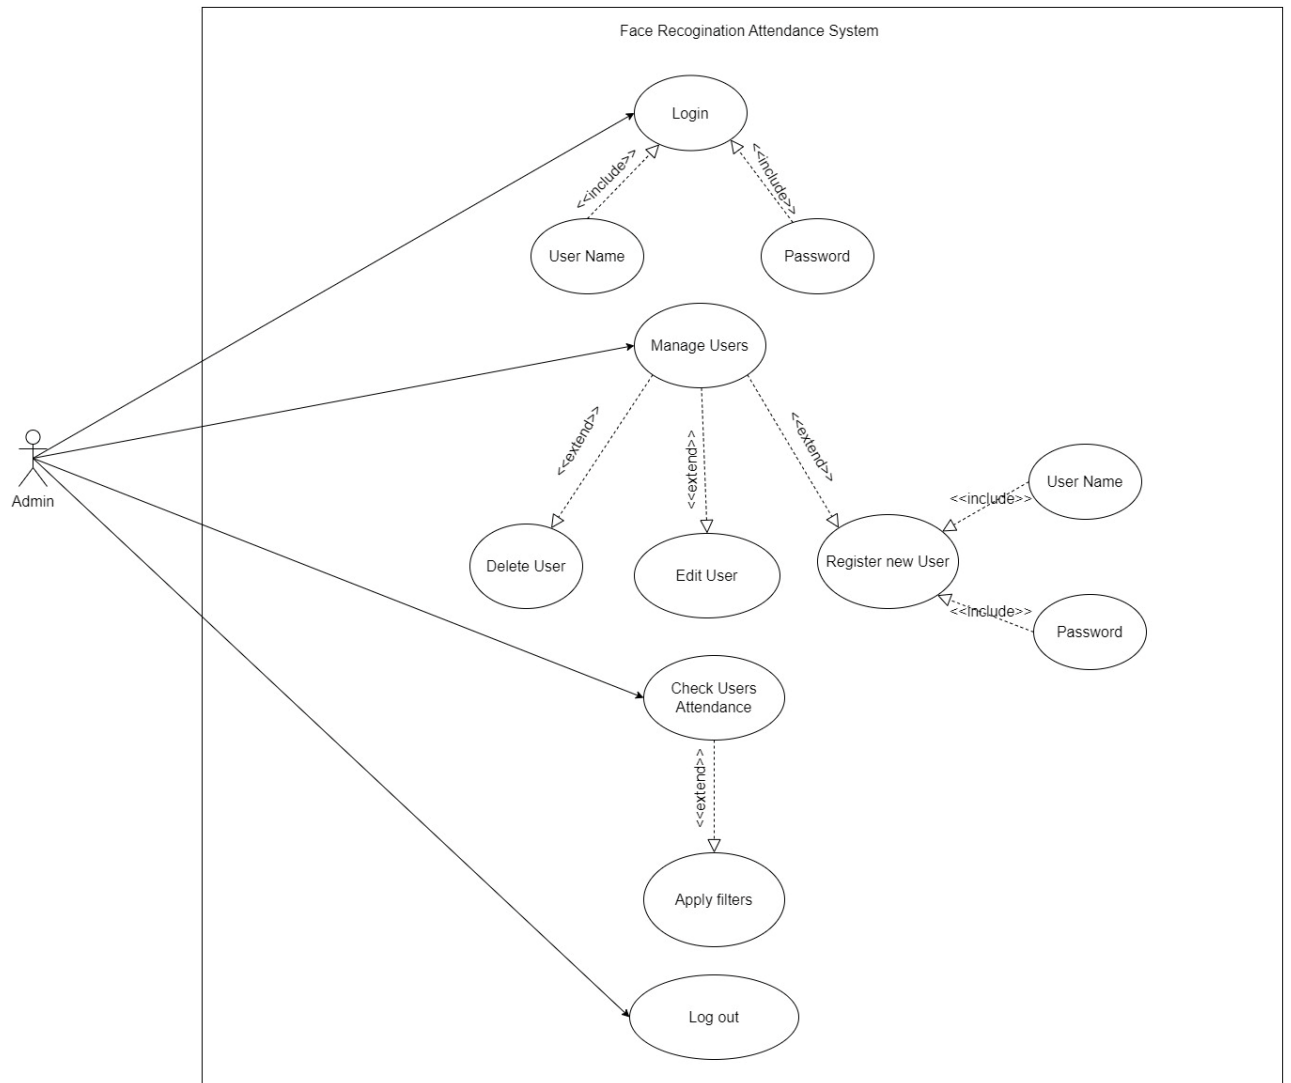 Face Recogination Attendance System
Login
<<include>>
<<include>>
User Name
Password
Manage Users
<<extend>>
<<extend>>
<<extend>>
Admin
User Name
<<include>>
Delete User
Edit User
Register new User
<<include>>
Password
Check Users
Attendance
<<extend>>
Apply filters
Log out